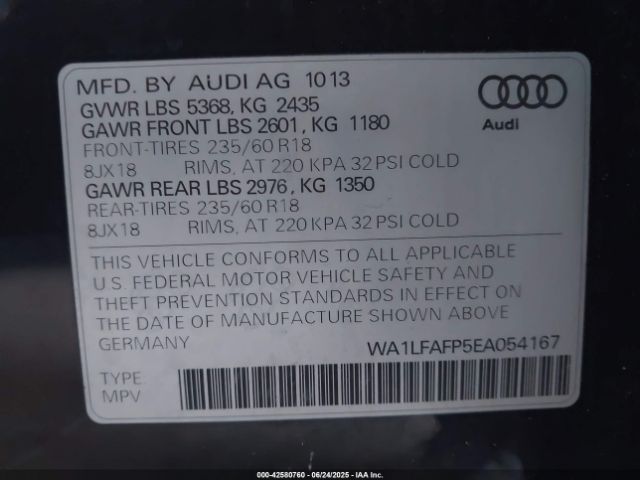 MFD. BY AUDI AG 10 13
GVWR LBS 5368, KG 2435
GAWR FRONT LBS 2601, KG 1180
FRONT-TIRES 235/60 R18
8JX18 RIMS, AT 220 KPA 32 PSI COLD
GAWR REAR LBS 2976, KG 1350
REAR-TIRES 235/60 R18
8JX18 RIMS, AT 220 KPA 32 PSI COLD
Audi
THIS VEHICLE CONFORMS TO ALL APPLICABLE
U.S. FEDERAL MOTOR VEHICLE SAFETY AND
THEFT PREVENTION STANDARDS IN EFFECT ON
THE DATE OF MANUFACTURE SHOWN ABOVE.
GERMANY
WA1LFAFP5EA054167
TYPE:
MPV
000-42580760 - 06/24/2025 - IAA Inc.